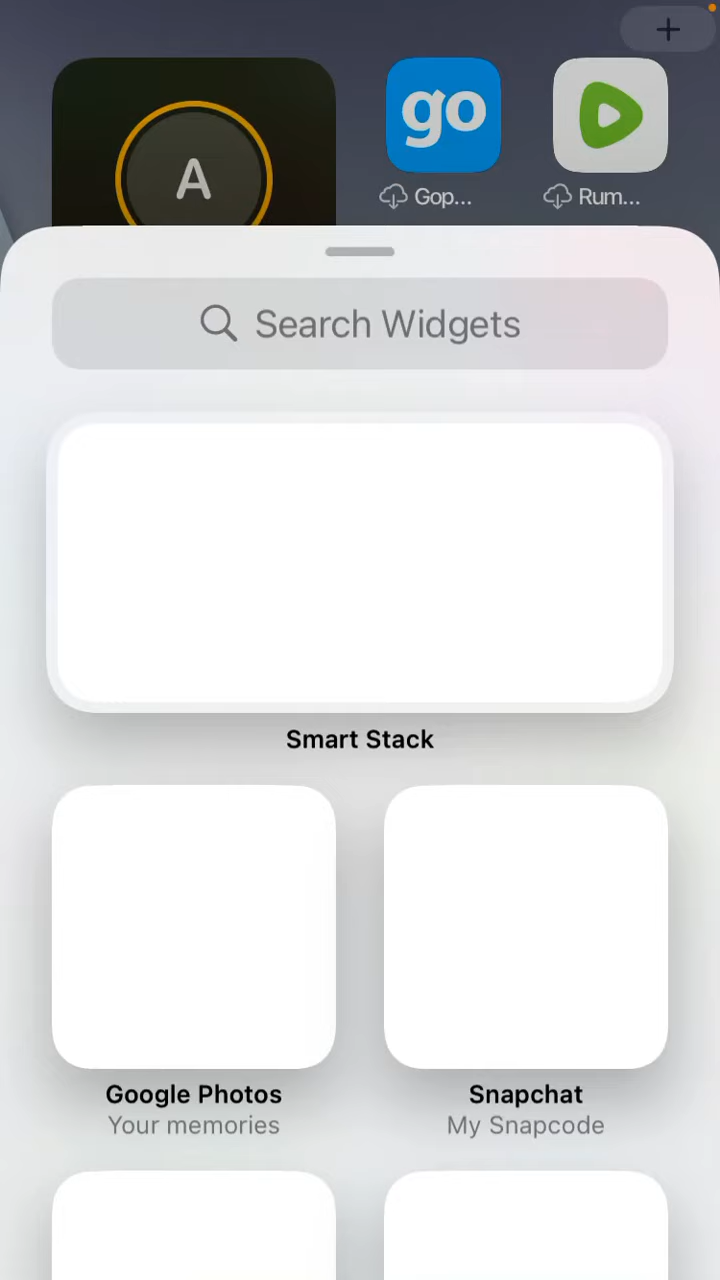 A
go
Gop...
Rum...
Search Widgets
Smart Stack
Google Photos
Your memories
Snapchat
My Snapcode